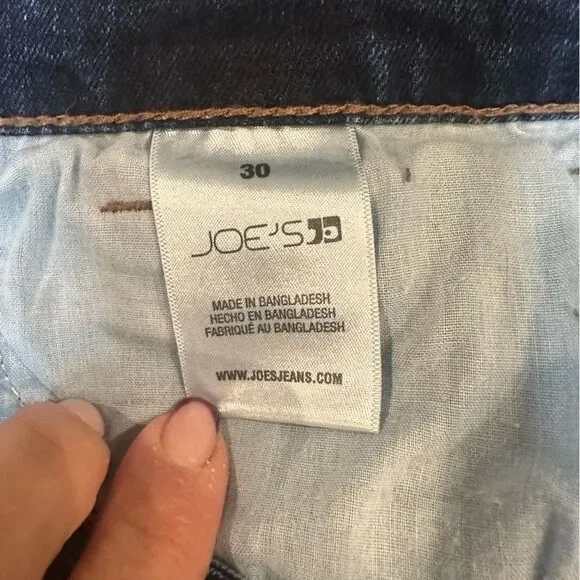 30
JOE'S
MADE IN BANGLADESH
HECHO EN BANGLADESH
FABRIQUÉ AU BANGLADESH
WWW.JOESJEANS.COM